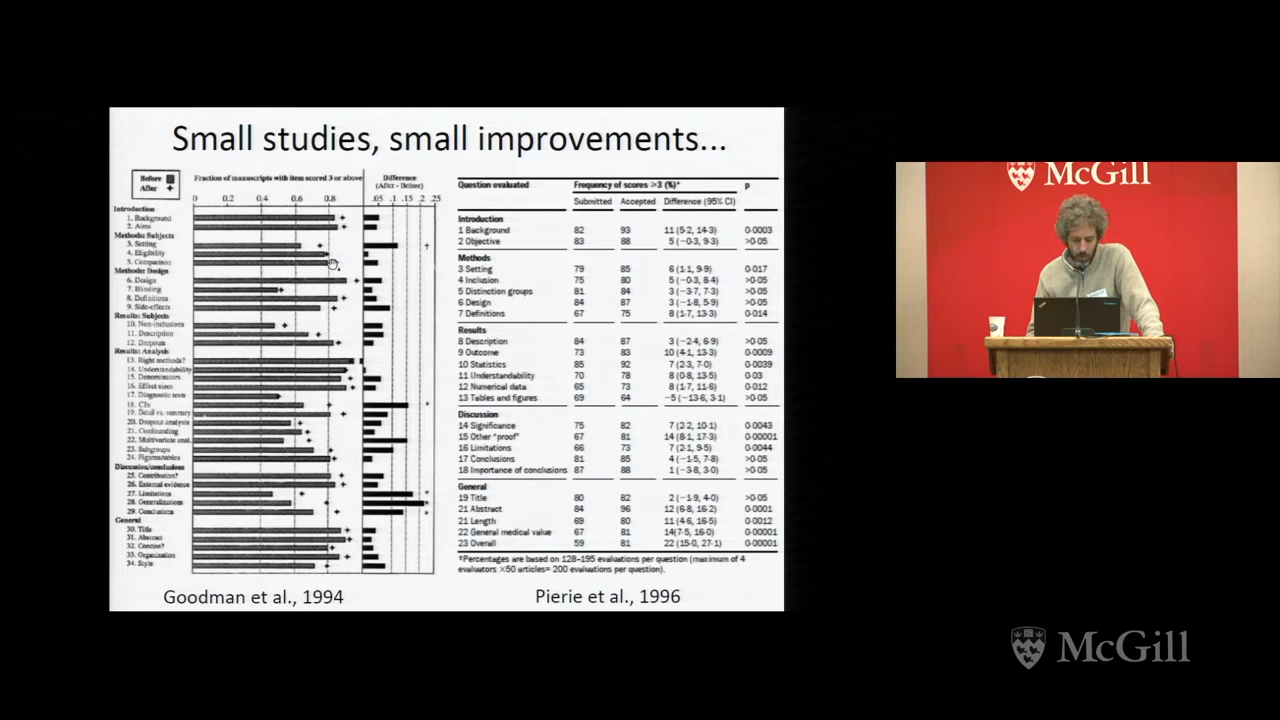 Small studies, small improvements...
Before
After
Fraction of manuscripts with item scored 3 or above
Difference
(After - Before)
0 0.2 0.4 0.6 0.8
.05 .1 .15 .2 .25
Introduction
1. Background
2. Aims
Methods: Subjects
3. Setting
4. Eligibility
5. Comparison
Methods: Design
6. Design
7. Blinding
8. Definitions
9. Side-effects
Results: Subjects
10. Non-inclusions
11. Description
12. Dropouts
Results: Analysis
13. Right methods?
14. Understandability
15. Denominators
16. Effect sizes
17. Diagnostic tests
18. CIs
19. Detail vs. summary
20. Dropout analysis
21. Confounding
22. Multivariate anal.
23. Subgroups
24. Figures/tables
Discussion/conclusions
25. Contribution?
26. External evidence
27. Limitations
28. Generalizations
29. Conclusions
General
30. Title
31. Abstract
32. Concise?
33. Organization
34. Style
Goodman et al., 1994
Question evaluated Frequency of scores ≥3 (%)* p
Submitted Accepted Difference (95% CI)
Introduction
1 Background 82 93 11 (5·2, 14·3) 0·0003
2 Objective 83 88 5 (−0·3, 9·3) >0·05
Methods
3 Setting 79 85 6 (1·1, 9·9) 0·017
4 Inclusion 75 80 5 (−0·3, 8·4) >0·05
5 Distinction groups 81 84 3 (−3·7, 7·3) >0·05
6 Design 84 87 3 (−1·8, 5·9) >0·05
7 Definitions 67 75 8 (1·7, 13·3) 0·014
Results
8 Description 84 87 3 (−2·4, 6·9) >0·05
9 Outcome 73 83 10 (4·1, 13·3) 0·0009
10 Statistics 85 92 7 (2·3, 7·0) 0·0039
11 Understandability 70 78 8 (0·8, 13·5) 0·03
12 Numerical data 65 73 8 (1·7, 11·6) 0·012
13 Tables and figures 69 64 −5 (−13·6, 3·1) >0·05
Discussion
14 Significance 75 82 7 (2·2, 10·1) 0·0043
15 Other "proof" 67 81 14 (8·1, 17·3) 0·00001
16 Limitations 66 73 7 (2·1, 9·5) 0·0044
17 Conclusions 81 85 4 (−1·5, 7·8) >0·05
18 Importance of conclusions 87 88 1 (−3·8, 3·0) >0·05
General
19 Title 80 82 2 (−1·9, 4·0) >0·05
21 Abstract 84 96 12 (6·8, 16·2) 0·0001
21 Length 69 80 11 (4·6, 16·5) 0·0012
22 General medical value 67 81 14(7·5, 16·0) 0·00001
23 Overall 59 81 22 (15·0, 27·1) 0·00001
*Percentages are based on 128–195 evaluations per question (maximum of 4
evaluators ×50 articles= 200 evaluations per question).
Pierie et al., 1996
McGill
McGill